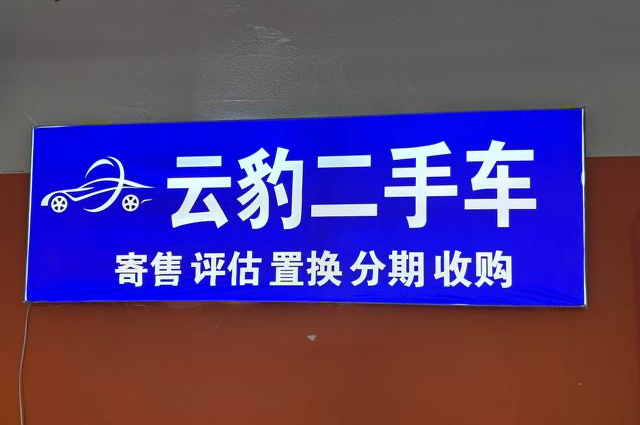 云豹二手车
寄售 评估 置换 分期 收购